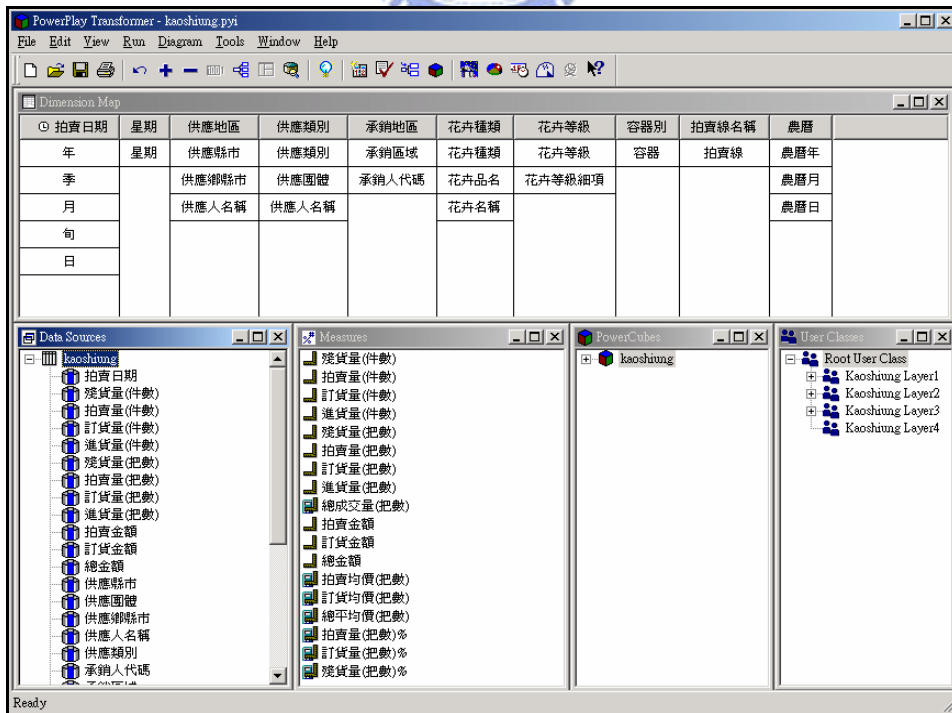 PowerPlay Transformer - kaoshiung.pyi
File Edit View Run Diagram Tools Window Help
Dimension Map
拍賣日期 星期 供應地區 供應類別 承銷地區 花卉種類 花卉等級 容器別 拍賣線名稱 農曆
年 星期 供應縣市 供應類別 承銷區域 花卉種類 花卉等級 容器 拍賣線 農曆年
季 供應鄉縣市 供應團體 承銷人代碼 花卉品名 花卉等級細項 農曆月
月 供應人名稱 供應人名稱 花卉名稱 農曆日
旬
日
Data Sources
kaoshiung
拍賣日期
殘貨量(件數)
拍賣量(件數)
訂貨量(件數)
進貨量(件數)
殘貨量(把數)
拍賣量(把數)
訂貨量(把數)
進貨量(把數)
拍賣金額
訂貨金額
總金額
供應縣市
供應團體
供應鄉縣市
供應人名稱
供應類別
承銷人代碼
Measures
殘貨量(件數)
拍賣量(件數)
訂貨量(件數)
進貨量(件數)
殘貨量(把數)
拍賣量(把數)
訂貨量(把數)
進貨量(把數)
總成交量(把數)
拍賣金額
訂貨金額
總金額
拍賣均價(把數)
訂貨均價(把數)
總平均價(把數)
拍賣量(把數)%
訂貨量(把數)%
殘貨量(把數)%
PowerCubes
kaoshiung
User Classes
Root User Class
Kaoshiung Layer1
Kaoshiung Layer2
Kaoshiung Layer3
Kaoshiung Layer4
Ready